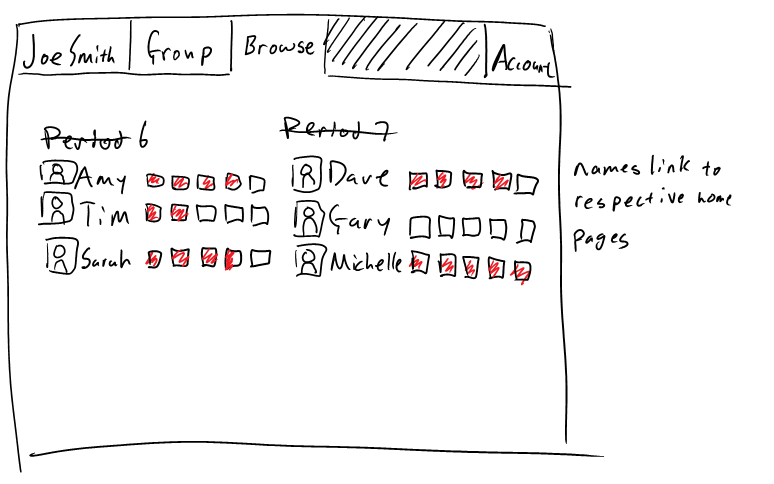 Joe Smith Group Browse Account
Period 6
Amy
Tim
Sarah
Period 7
Dave
Gary
Michelle
names link to
respective home
pages